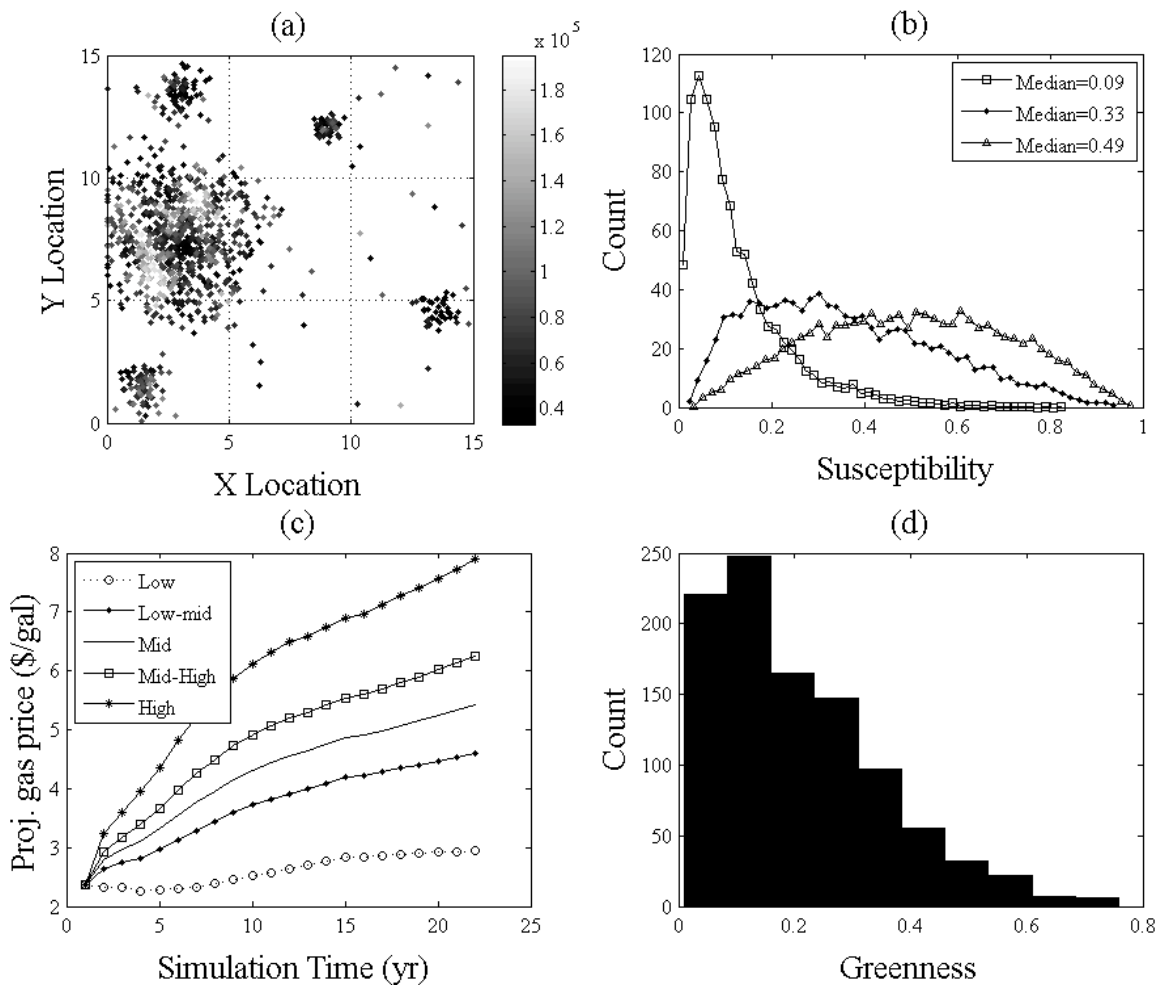 (a)
x 10^5
15
10
5
0
0 5 10 15
1.8
1.6
1.4
1.2
1
0.8
0.6
0.4
Y Location
X Location
(b)
120
100
80
60
40
20
0
0 0.2 0.4 0.6 0.8 1
Median=0.09
Median=0.33
Median=0.49
Count
Susceptibility
(c)
8
7
6
5
4
3
2
0 5 10 15 20 25
Low
Low-mid
Mid
Mid-High
High
Proj. gas price ($/gal)
Simulation Time (yr)
(d)
250
200
150
100
50
0
0 0.2 0.4 0.6 0.8
Count
Greenness